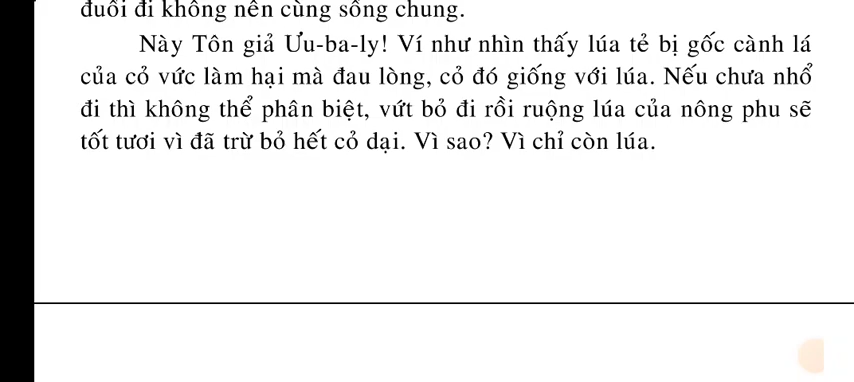 đuổi đi không nên cùng sống chung.
Này Tôn giả Ưu-ba-ly! Ví như nhìn thấy lúa tẻ bị gốc cành lá
của cỏ vức làm hại mà đau lòng, cỏ đó giống với lúa. Nếu chưa nhổ
đi thì không thể phân biệt, vứt bỏ đi rồi ruộng lúa của nông phu sẽ
tốt tươi vì đã trừ bỏ hết cỏ dại. Vì sao? Vì chỉ còn lúa.